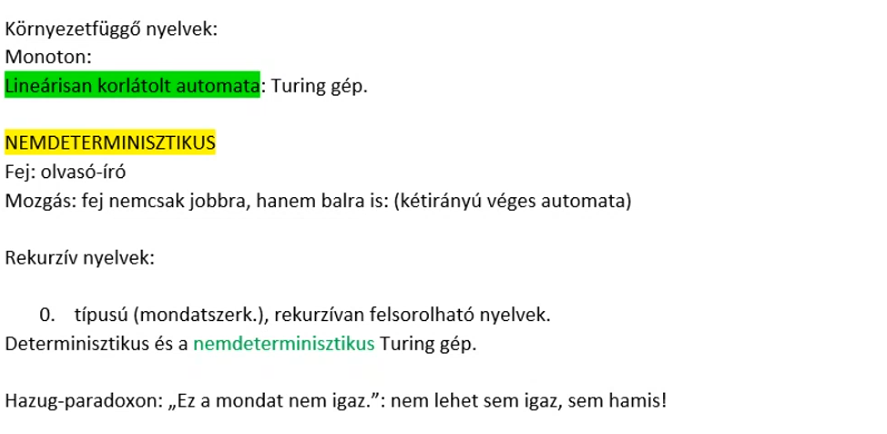 Környezetfüggő nyelvek:
Monoton:
Lineárisan korlátolt automata: Turing gép.
NEMDETERMINISZTIKUS
Fej: olvasó-író
Mozgás: fej nemcsak jobbra, hanem balra is: (kétirányú véges automata)
Rekurzív nyelvek:
0. típusú (mondatszerk.), rekurzívan felsorolható nyelvek.
Determinisztikus és a nemdeterminisztikus Turing gép.
Hazug-paradoxon: „Ez a mondat nem igaz.”: nem lehet sem igaz, sem hamis!